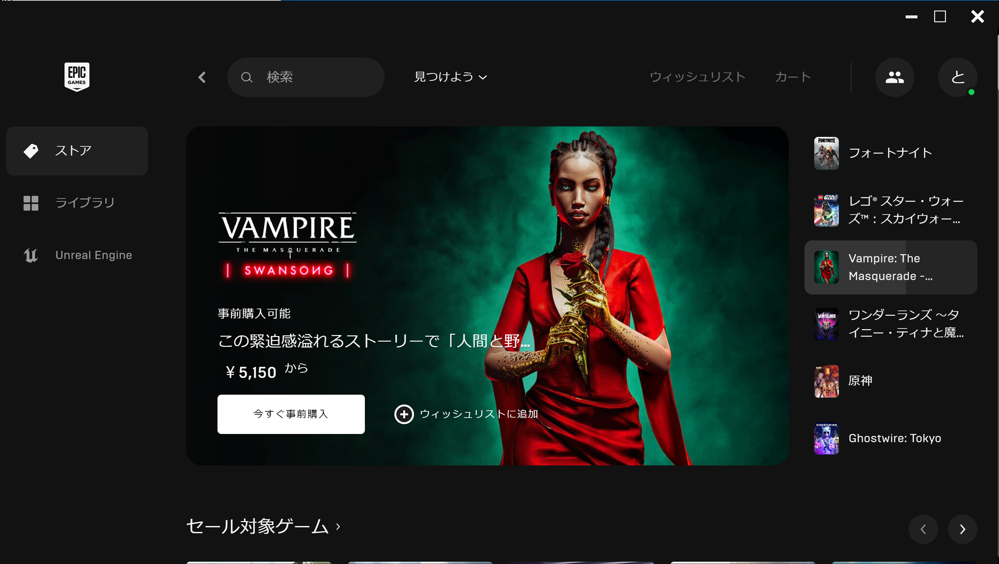 EPIC
GAMES
検索
見つけよう
ウィッシュリスト
カート
と
ストア
ライブラリ
Unreal Engine
VAMPIRE
THE MASQUERADE
SWANSONG
事前購入可能
この緊迫感溢れるストーリーで「人間と野...
¥ 5,150 から
今すぐ事前購入
ウィッシュリストに追加
FORTNITE
フォートナイト
LEGO STAR WARS
レゴ® スター・ウォー
ズ™：スカイウォー...
Vampire: The
Masquerade -...
WONDERLANDS
ワンダーランズ ～タ
イニー・ティナと魔...
原神
GHOSTWIRE
Ghostwire: Tokyo
セール対象ゲーム